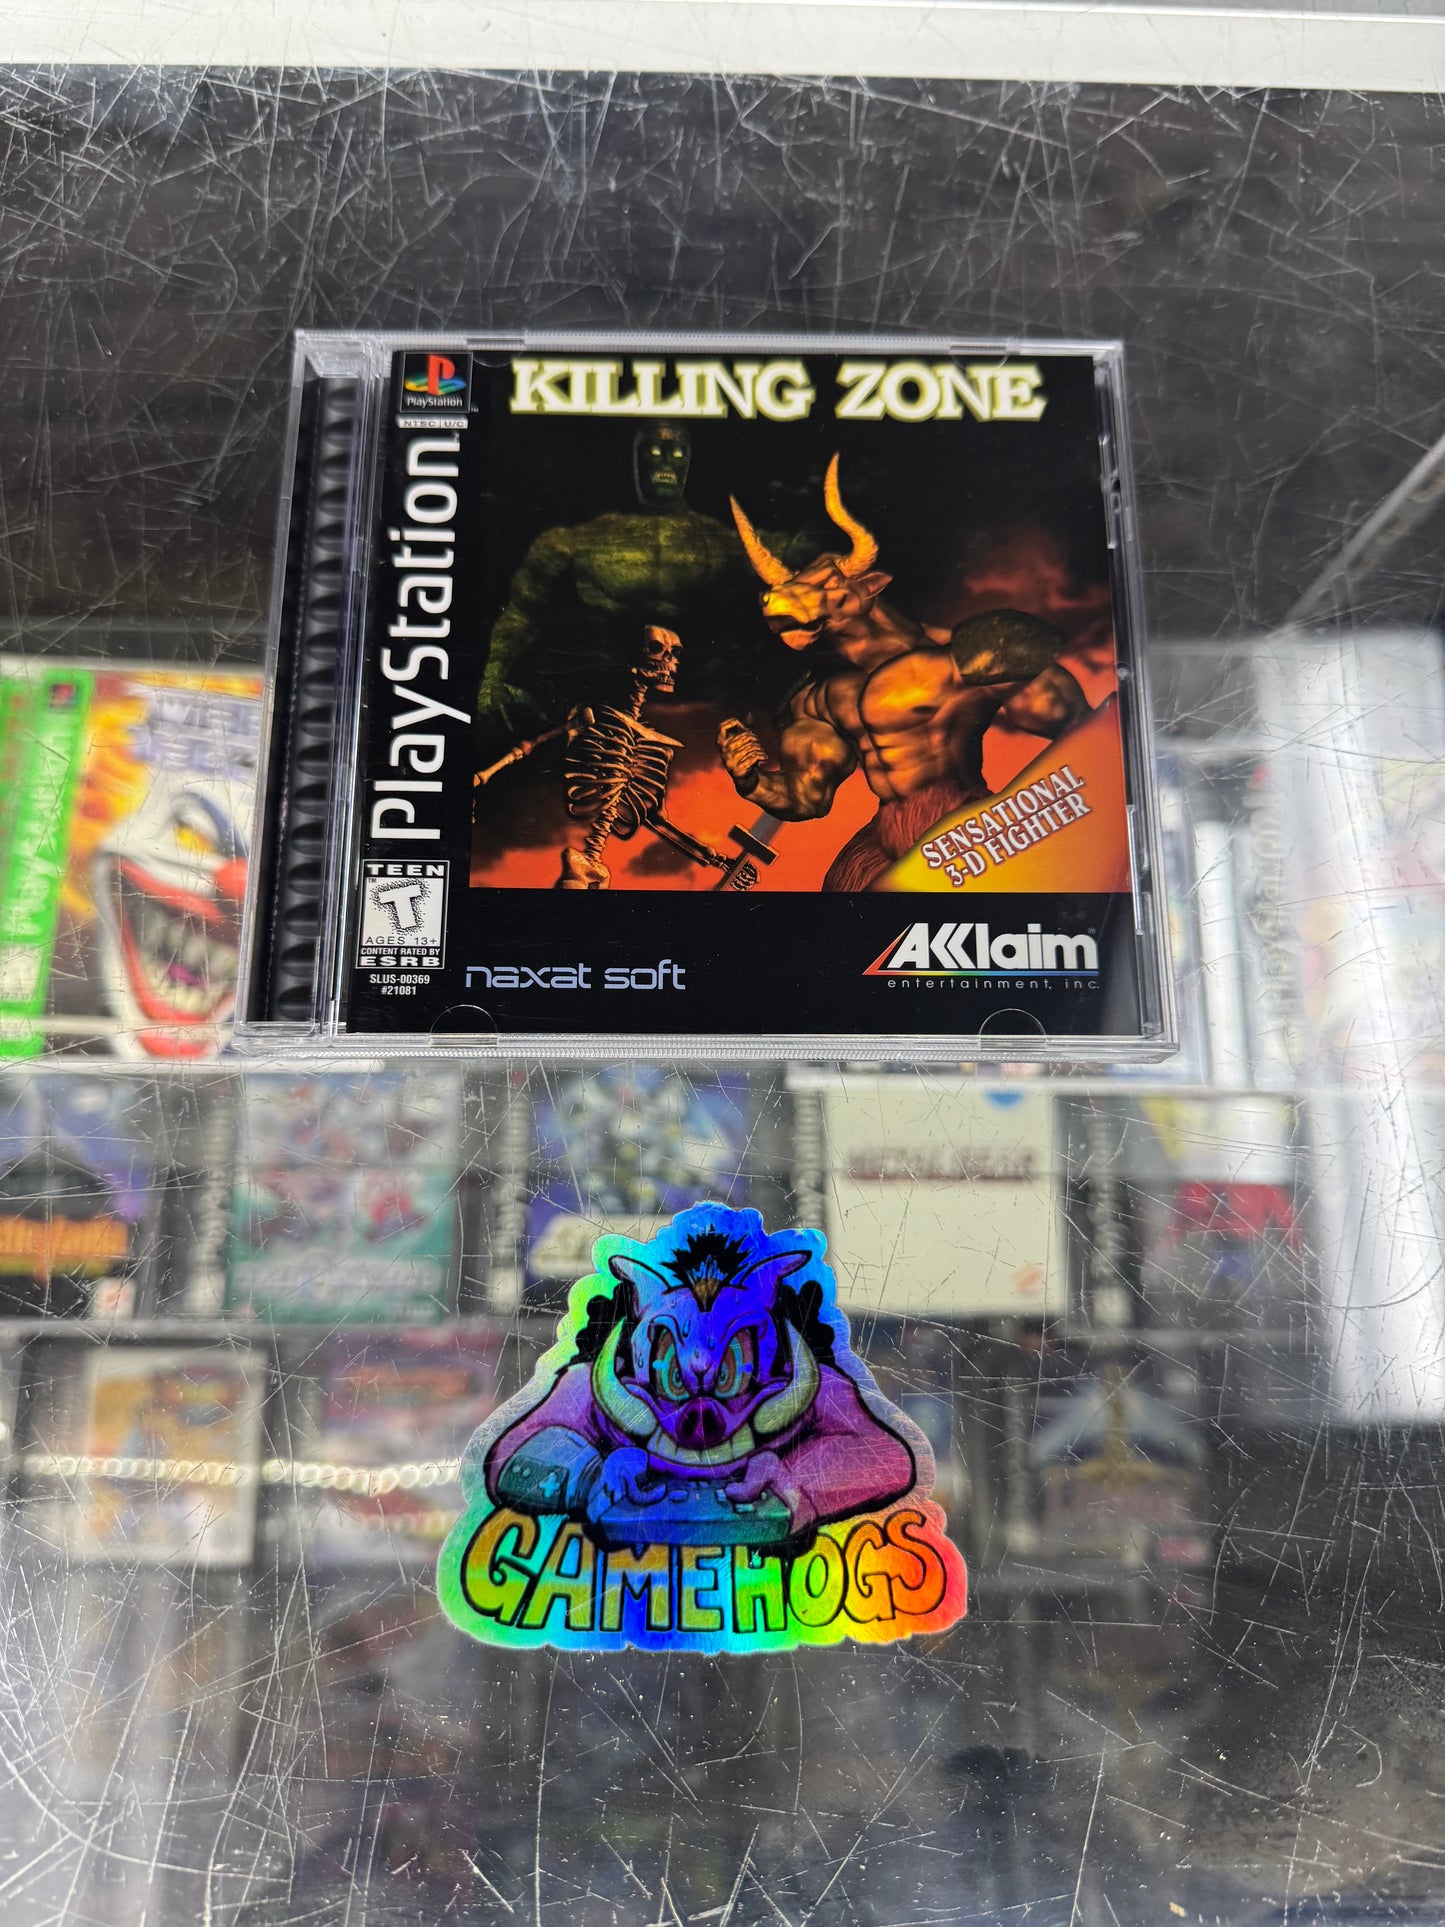 PlayStation
NTSC U/C
PlayStation
KILLING ZONE
SENSATIONAL
3-D FIGHTER
TEEN
T
AGES 13+
CONTENT RATED BY
ESRB
SLUS-00369
#21081
naxat soft
AKKlaim
entertainment, inc.
GAMEHOGS